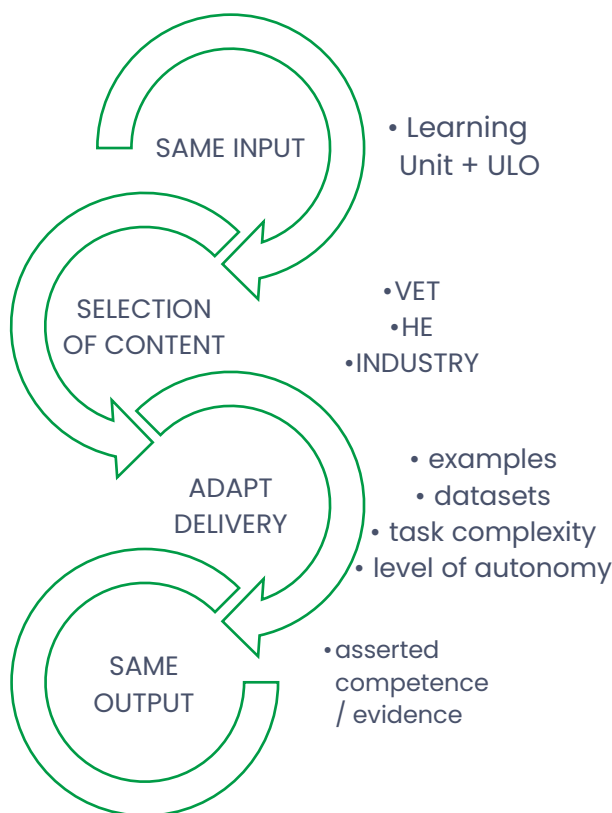 SAME INPUT
• Learning
Unit + ULO
SELECTION
OF CONTENT
•VET
•HE
•INDUSTRY
ADAPT
DELIVERY
• examples
• datasets
• task complexity
• level of autonomy
SAME
OUTPUT
•asserted
competence
/ evidence